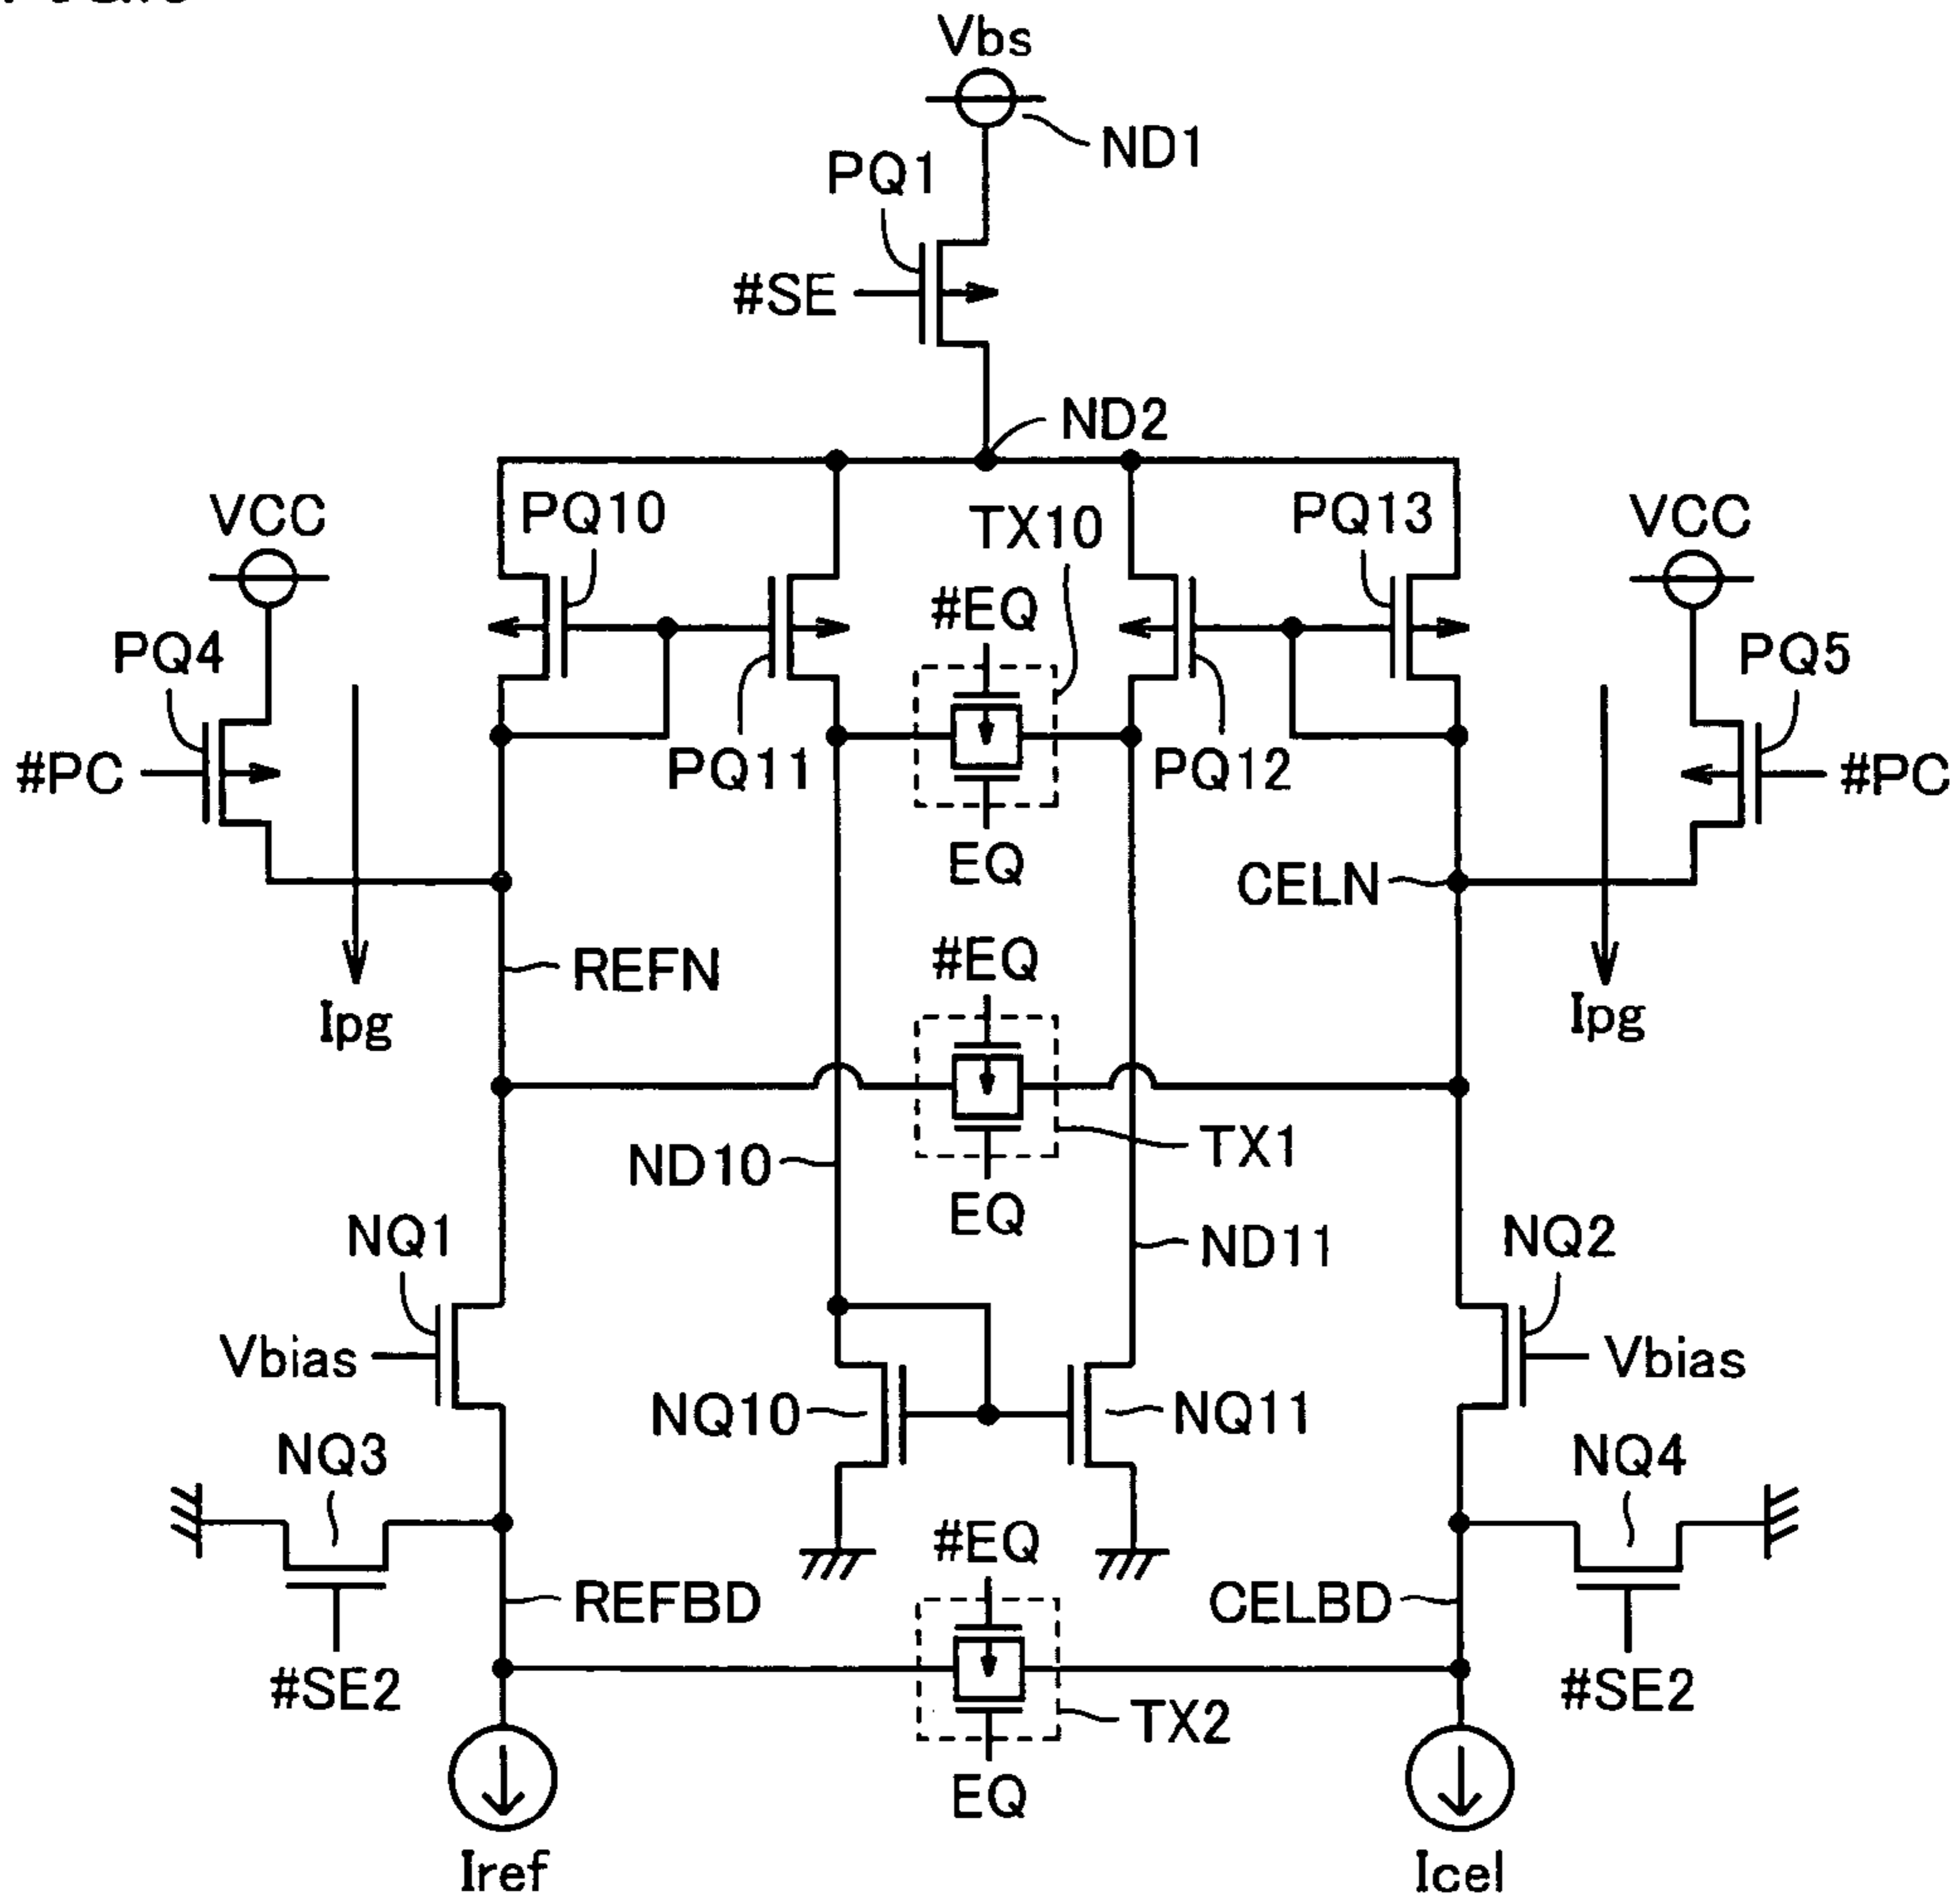 Vbs
ND1
PQ1
#SE
ND2
VCC
PQ10
TX10
PQ13
VCC
#EQ
PQ4
PQ5
#PC
PQ11
PQ12
#PC
EQ
CELN
#EQ
REFN
Ipg
Ipg
ND10
TX1
EQ
NQ1
ND11
NQ2
Vbias
Vbias
NQ10
NQ11
NQ3
NQ4
#EQ
REFBD
CELBD
#SE2
#SE2
TX2
EQ
Iref
Icel